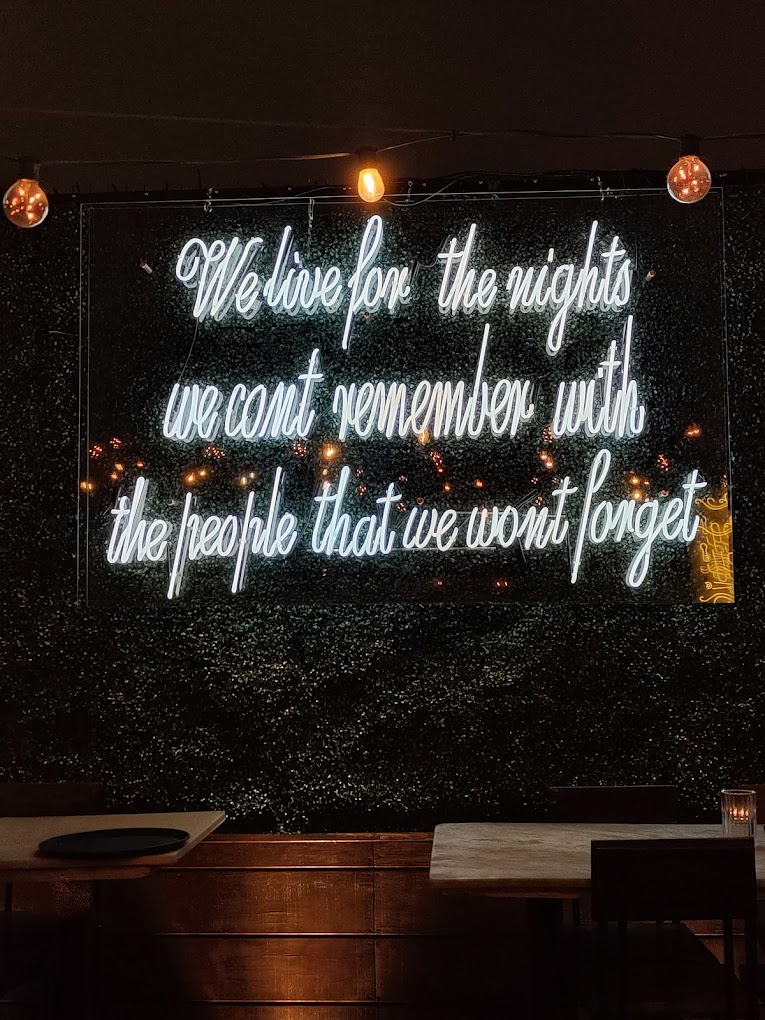 We live for the nights
we cant remember with
the people that we wont forget